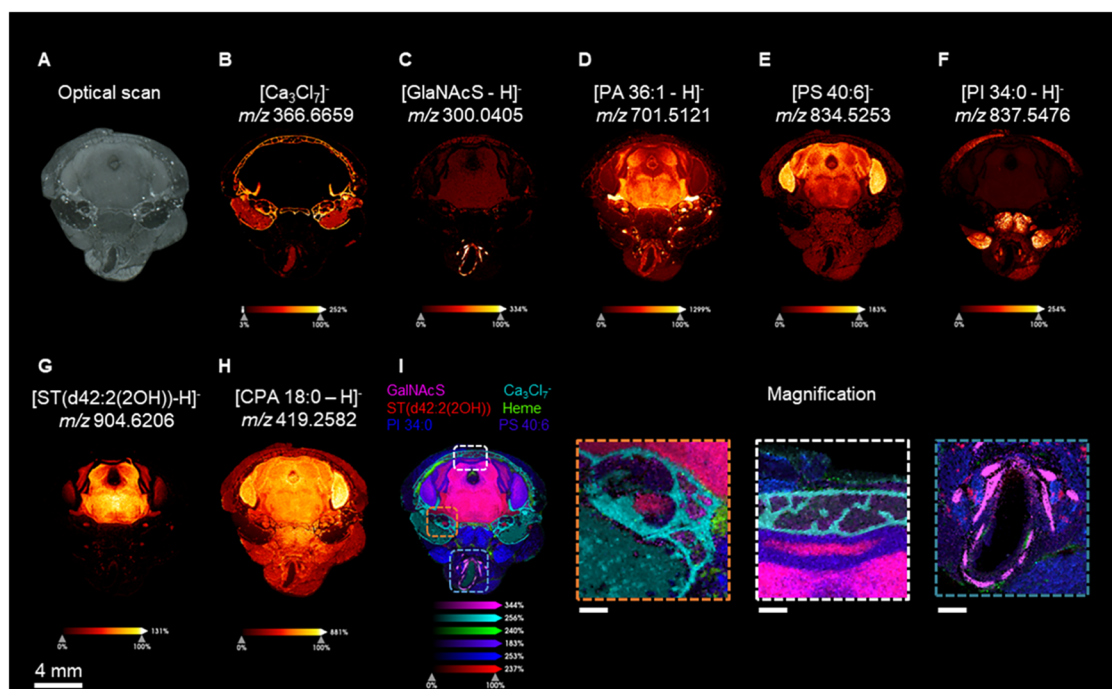 A
Optical scan
B
[Ca₃Cl₇]⁻
m/z 366.6659
C
[GlaNAcS - H]⁻
m/z 300.0405
D
[PA 36:1 - H]⁻
m/z 701.5121
E
[PS 40:6]⁻
m/z 834.5253
F
[PI 34:0 - H]⁻
m/z 837.5476
252%
3% 100%
334%
0% 100%
1299%
0% 100%
183%
0% 100%
254%
0% 100%
G
[ST(d42:2(2OH))-H]⁻
m/z 904.6206
H
[CPA 18:0 – H]⁻
m/z 419.2582
I
GalNAcS Ca₃Cl₇⁻
ST(d42:2(2OH)) Heme
PI 34:0 PS 40:6
Magnification
131%
0% 100%
881%
0% 100%
344%
256%
240%
183%
253%
237%
0% 100%
4 mm